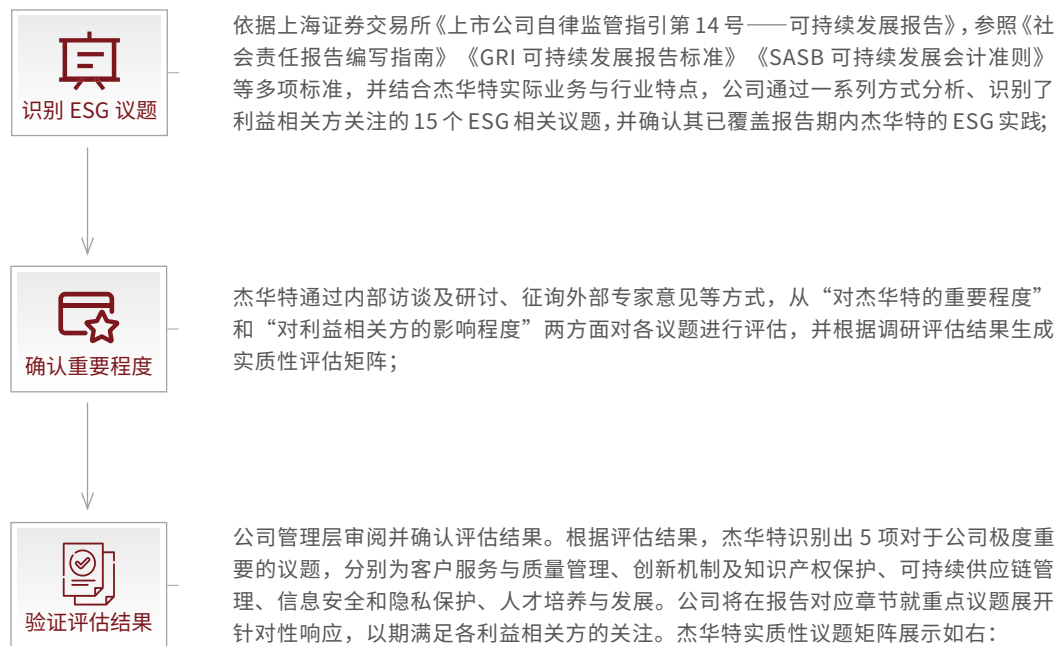 识别 ESG 议题
依据上海证券交易所《上市公司自律监管指引第 14 号——可持续发展报告》，参照《社
会责任报告编写指南》《GRI 可持续发展报告标准》《SASB 可持续发展会计准则》
等多项标准，并结合杰华特实际业务与行业特点，公司通过一系列方式分析、识别了
利益相关方关注的 15 个 ESG 相关议题，并确认其已覆盖报告期内杰华特的 ESG 实践;
确认重要程度
杰华特通过内部访谈及研讨、征询外部专家意见等方式，从“对杰华特的重要程度”
和“对利益相关方的影响程度”两方面对各议题进行评估，并根据调研评估结果生成
实质性评估矩阵；
验证评估结果
公司管理层审阅并确认评估结果。根据评估结果，杰华特识别出 5 项对于公司极度重
要的议题，分别为客户服务与质量管理、创新机制及知识产权保护、可持续供应链管
理、信息安全和隐私保护、人才培养与发展。公司将在报告对应章节就重点议题展开
针对性响应，以期满足各利益相关方的关注。杰华特实质性议题矩阵展示如右：